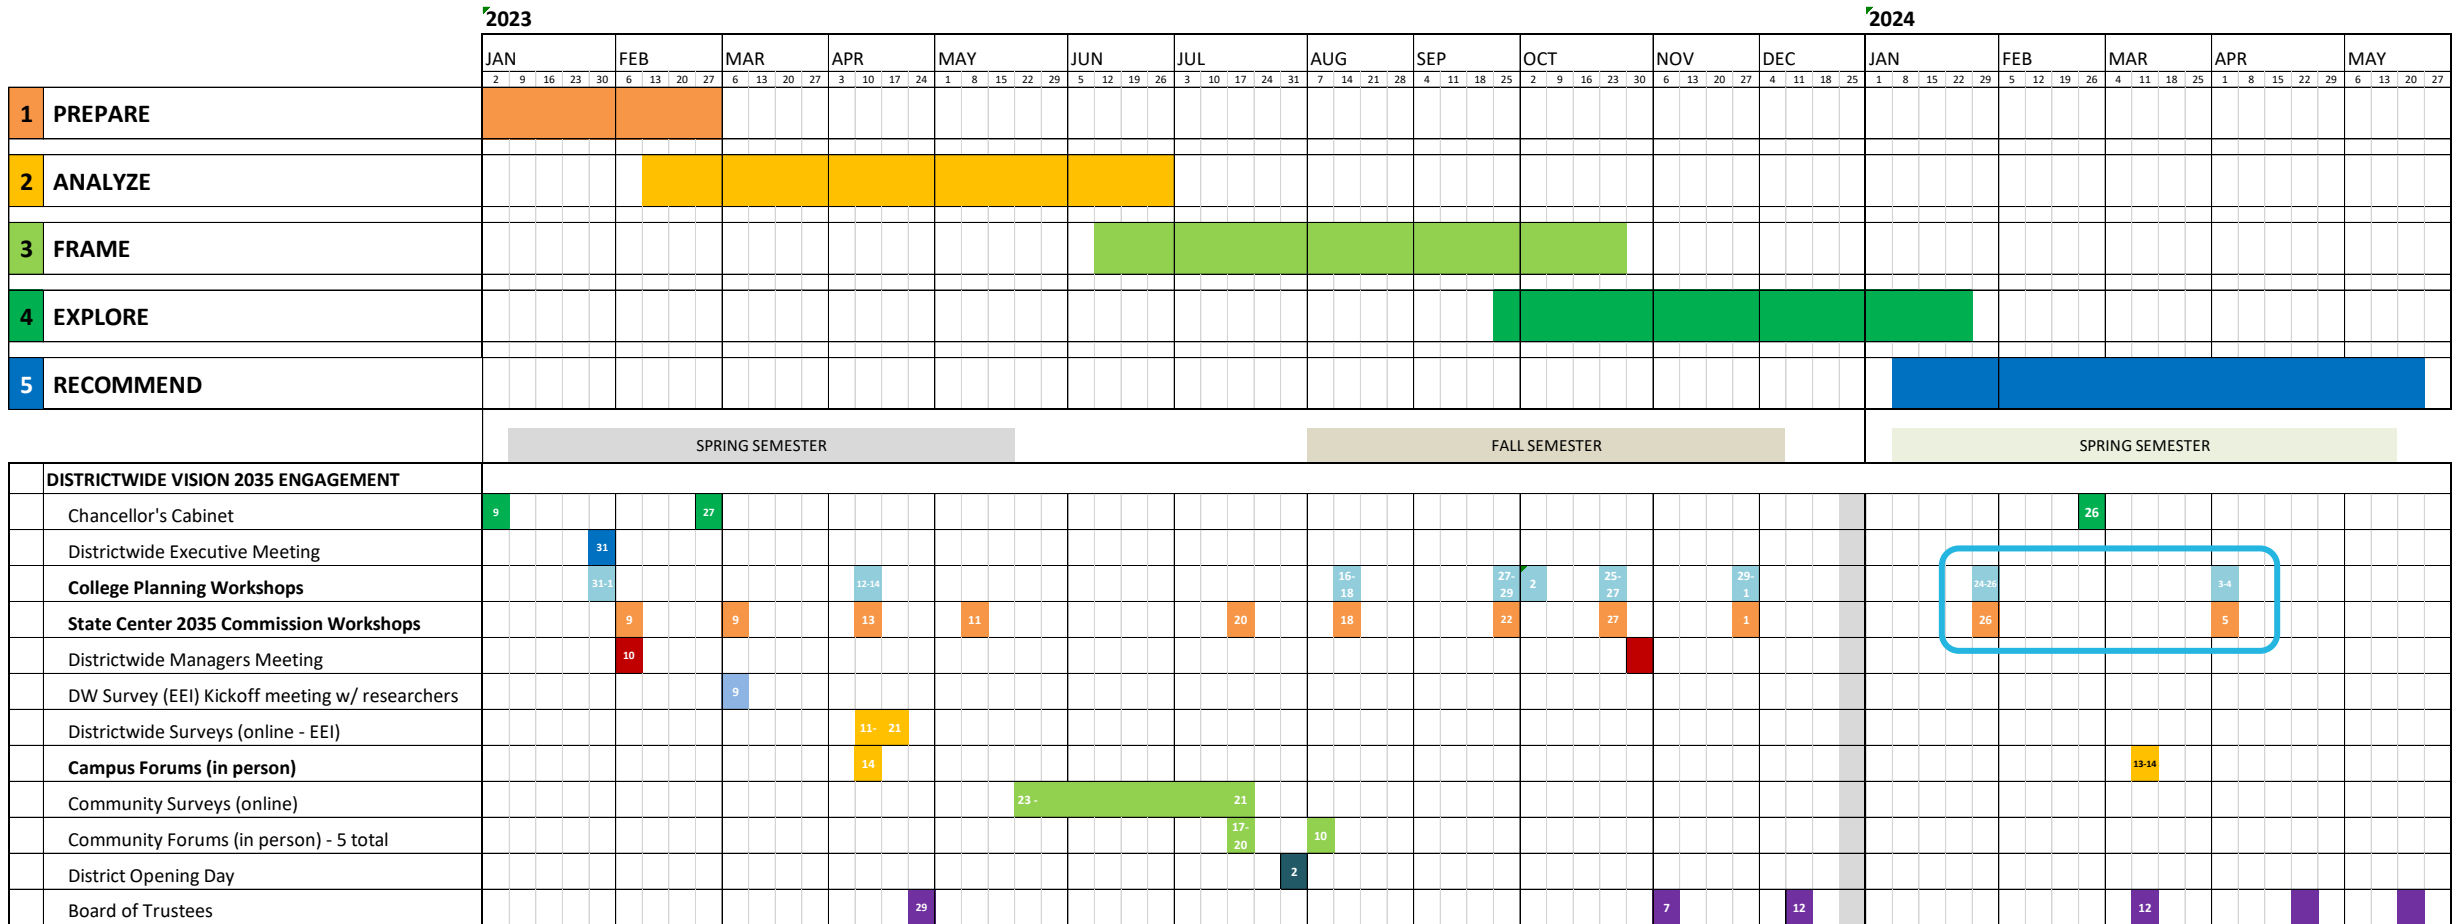 2023 2024
JAN FEB MAR APR MAY JUN JUL AUG SEP OCT NOV DEC JAN FEB MAR APR MAY
2 9 16 23 30 6 13 20 27 6 13 20 27 3 10 17 24 1 8 15 22 29 5 12 19 26 3 10 17 24 31 7 14 21 28 4 11 18 25 2 9 16 23 30 6 13 20 27 4 11 18 25 1 8 15 22 29 5 12 19 26 4 11 18 25 1 8 15 22 29 6 13 20 27
1 PREPARE
2 ANALYZE
3 FRAME
4 EXPLORE
5 RECOMMEND
SPRING SEMESTER FALL SEMESTER SPRING SEMESTER
DISTRICTWIDE VISION 2035 ENGAGEMENT
Chancellor's Cabinet 9 27 26
Districtwide Executive Meeting 31
College Planning Workshops 31-1 12-14 16-18 27-29 2 25-27 29-1 24-26 3-4
State Center 2035 Commission Workshops 9 9 13 11 20 18 22 27 1 26 5
Districtwide Managers Meeting 10
DW Survey (EEI) Kickoff meeting w/ researchers 9
Districtwide Surveys (online - EEI) 11- 21
Campus Forums (in person) 14 13-14
Community Surveys (online) 23 - 21
Community Forums (in person) - 5 total 17-20 10
District Opening Day 2
Board of Trustees 29 7 12 12